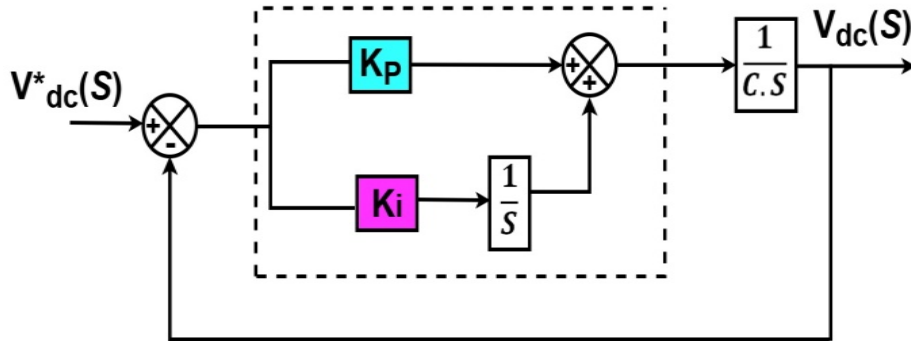 V*dc(S)
+
-
KP
Ki
1
S
+
+
1
C.S
Vdc(S)